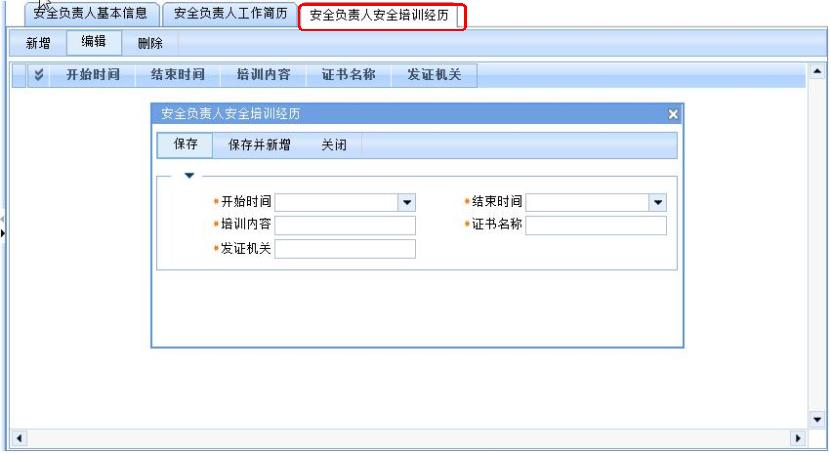 安全负责人基本信息 安全负责人工作简历 安全负责人安全培训经历
新增 编辑 删除
开始时间 结束时间 培训内容 证书名称 发证机关
安全负责人安全培训经历
保存 保存并新增 关闭
*开始时间 *结束时间
*培训内容 *证书名称
*发证机关